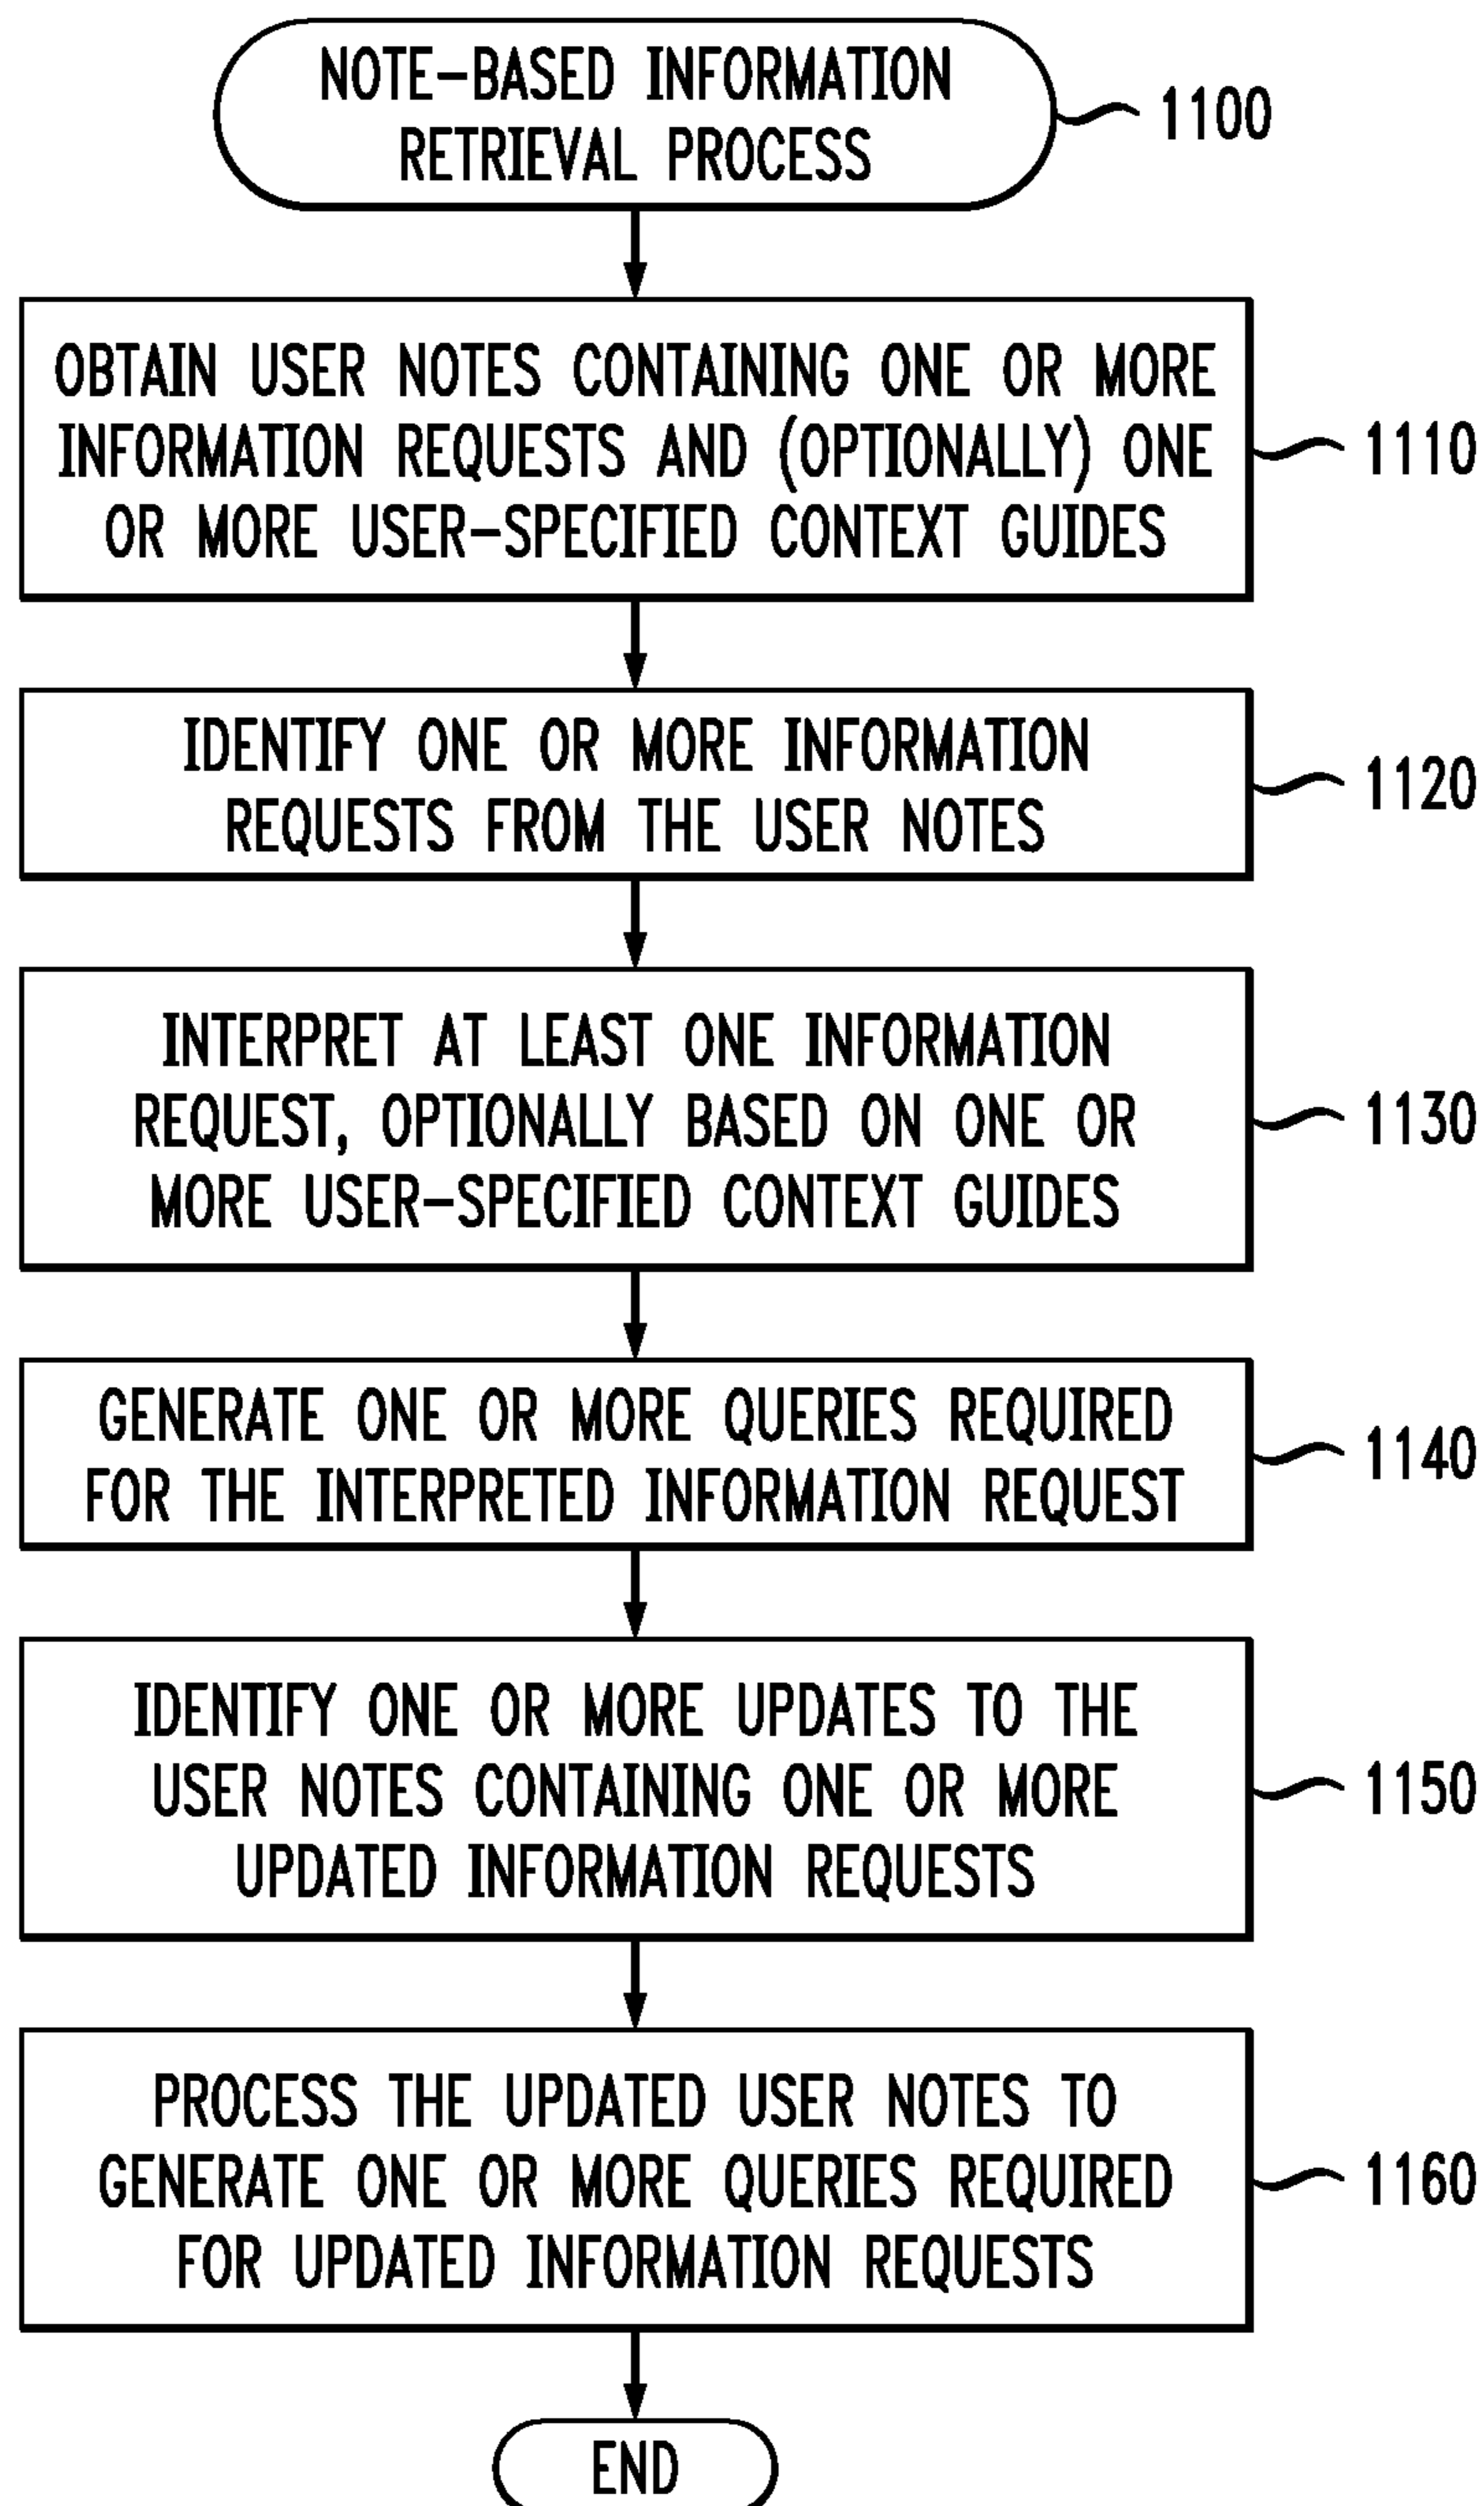 NOTE-BASED INFORMATION
RETRIEVAL PROCESS
1100
OBTAIN USER NOTES CONTAINING ONE OR MORE
INFORMATION REQUESTS AND (OPTIONALLY) ONE
OR MORE USER-SPECIFIED CONTEXT GUIDES
1110
IDENTIFY ONE OR MORE INFORMATION
REQUESTS FROM THE USER NOTES
1120
INTERPRET AT LEAST ONE INFORMATION
REQUEST, OPTIONALLY BASED ON ONE OR
MORE USER-SPECIFIED CONTEXT GUIDES
1130
GENERATE ONE OR MORE QUERIES REQUIRED
FOR THE INTERPRETED INFORMATION REQUEST
1140
IDENTIFY ONE OR MORE UPDATES TO THE
USER NOTES CONTAINING ONE OR MORE
UPDATED INFORMATION REQUESTS
1150
PROCESS THE UPDATED USER NOTES TO
GENERATE ONE OR MORE QUERIES REQUIRED
FOR UPDATED INFORMATION REQUESTS
1160
END